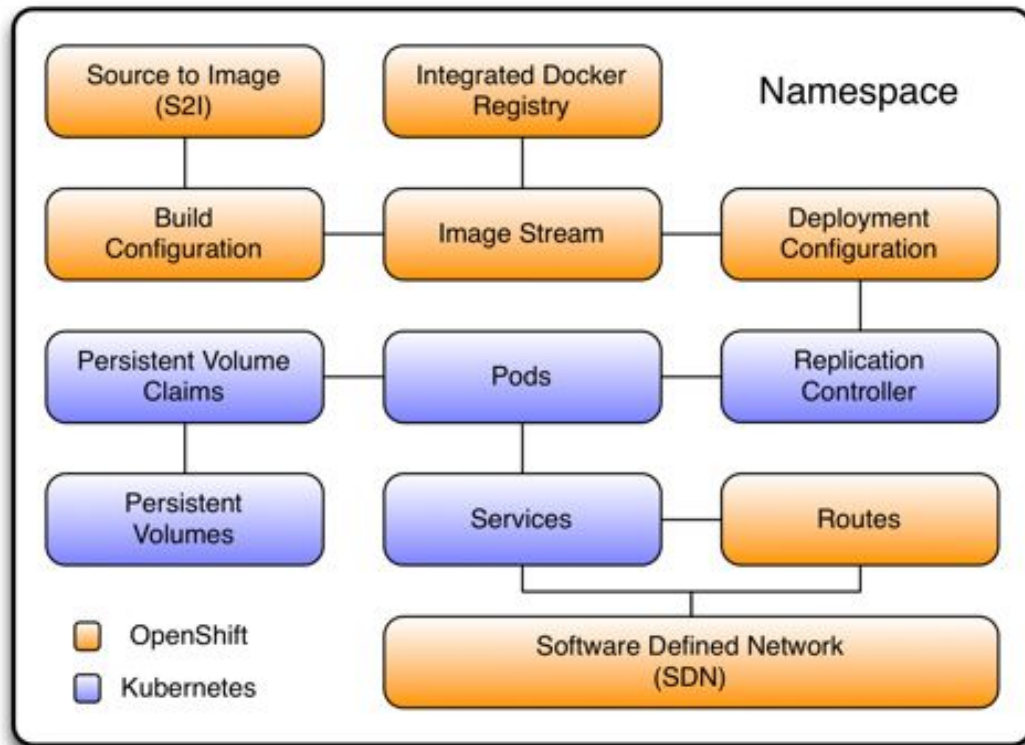 Source to Image
(S2I)
Integrated Docker
Registry
Namespace
Build
Configuration
Image Stream
Deployment
Configuration
Persistent Volume
Claims
Pods
Replication
Controller
Persistent
Volumes
Services
Routes
OpenShift
Kubernetes
Software Defined Network
(SDN)